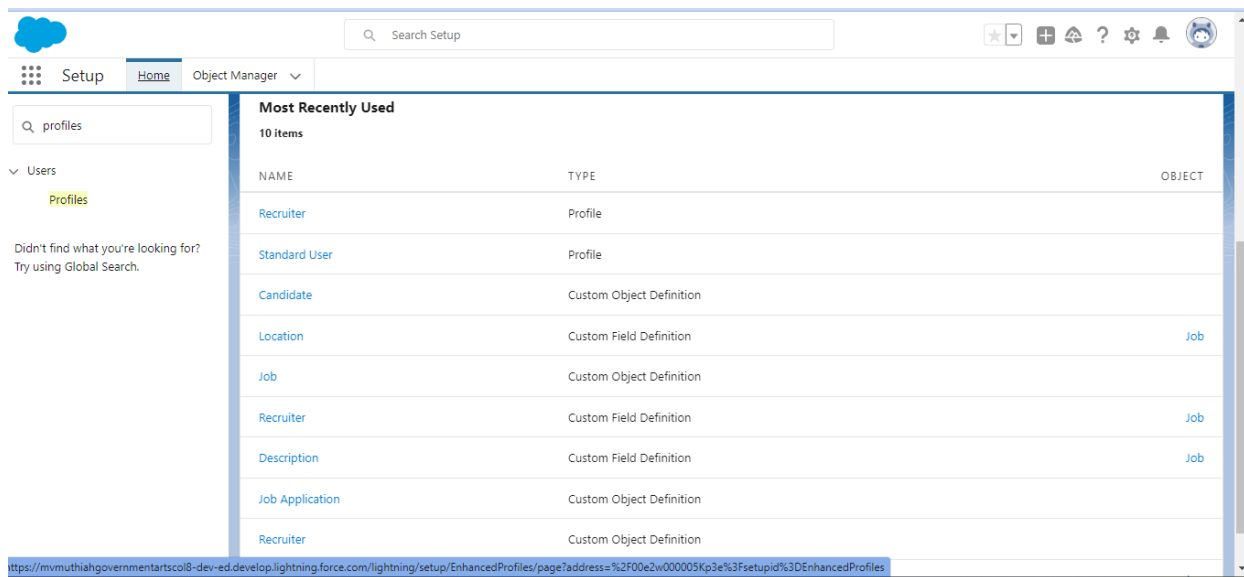 Search Setup
Setup
Home
Object Manager
profiles
Users
Profiles
Didn't find what you're looking for?
Try using Global Search.
Most Recently Used
10 items
NAME TYPE OBJECT
Recruiter Profile
Standard User Profile
Candidate Custom Object Definition
Location Custom Field Definition Job
Job Custom Object Definition
Recruiter Custom Field Definition Job
Description Custom Field Definition Job
Job Application Custom Object Definition
Recruiter Custom Object Definition
https://mvmuthiahgovernmentartscol8-dev-ed.develop.lightning.force.com/lightning/setup/EnhancedProfiles/page?address=%2F00e2w000005Kp3e%3Fsetupid%3DEnhancedProfiles